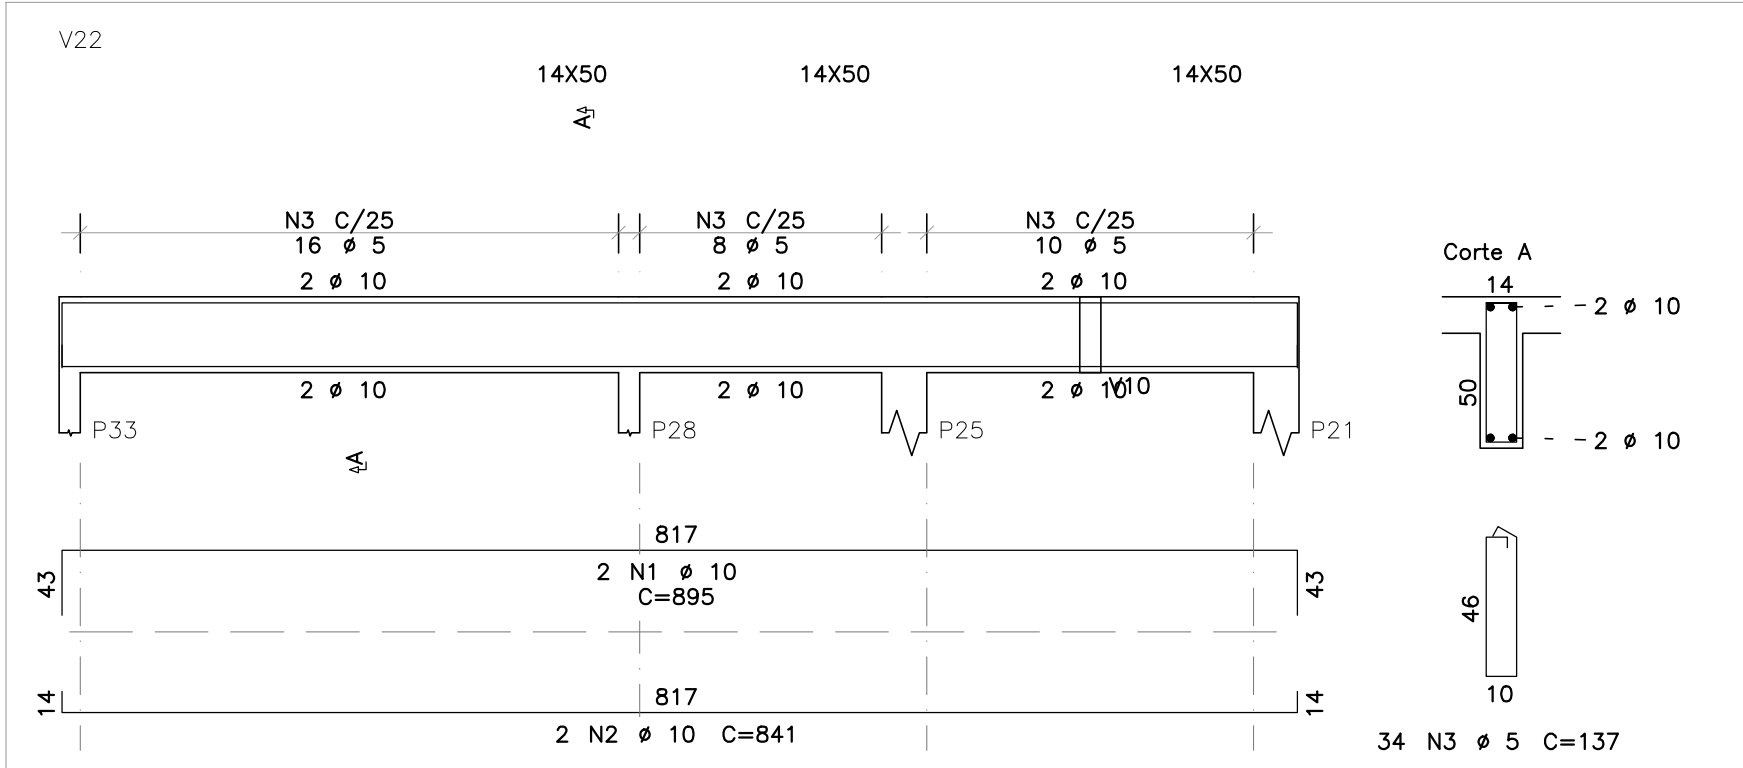 V22
14X50
14X50
14X50
A
N3 C/25
16 ø 5
2 ø 10
N3 C/25
8 ø 5
2 ø 10
N3 C/25
10 ø 5
2 ø 10
2 ø 10
2 ø 10
2 ø 10
V10
P33
P28
P25
P21
A
Corte A
14
2 ø 10
50
2 ø 10
817
43
2 N1 ø 10
C=895
43
14
817
14
2 N2 ø 10 C=841
46
10
34 N3 ø 5 C=137